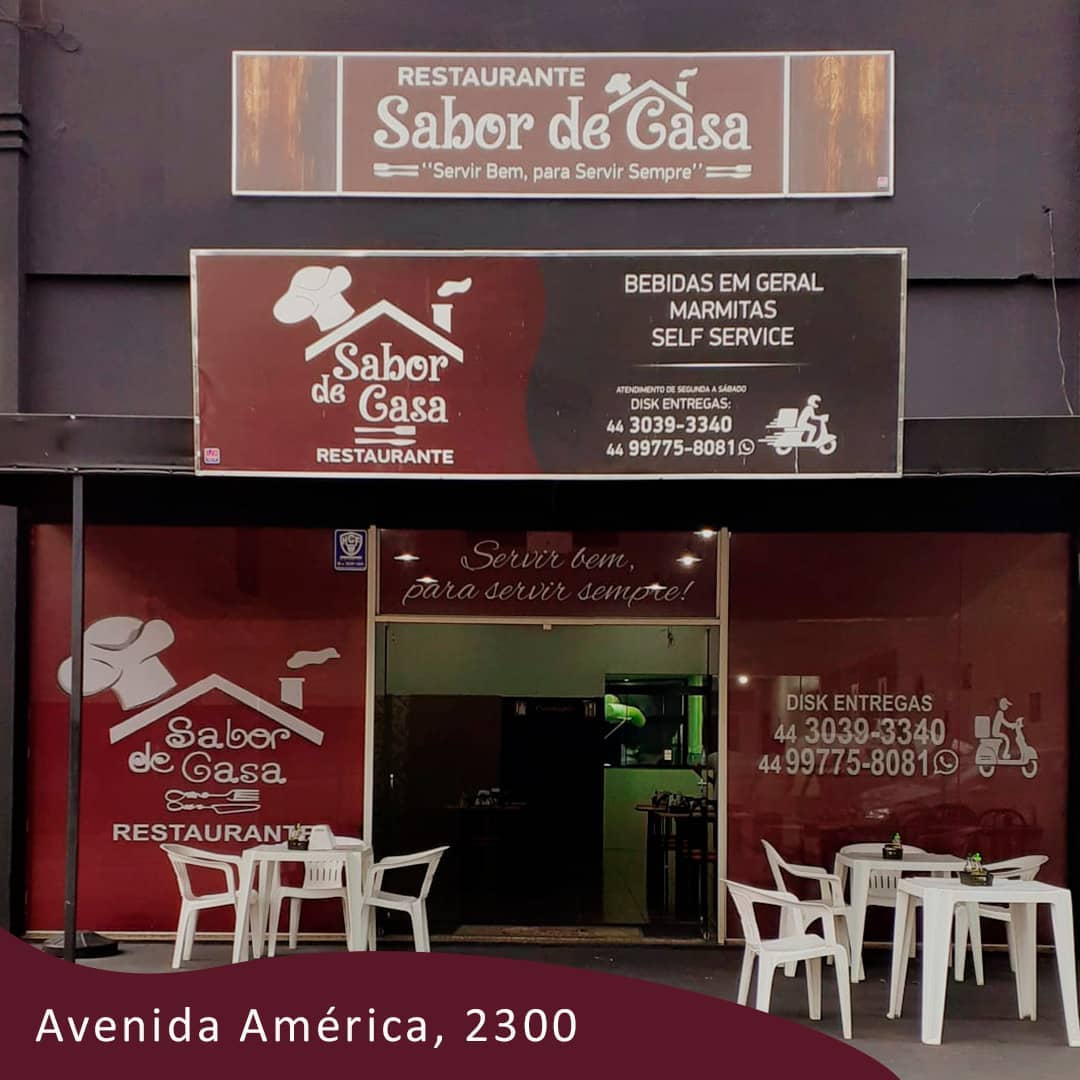 RESTAURANTE
Sabor de Casa
"Servir Bem, para Servir Sempre"
Sabor
de Casa
RESTAURANTE
BEBIDAS EM GERAL
MARMITAS
SELF SERVICE
ATENDIMENTO DE SEGUNDA A SÁBADO
DISK ENTREGAS:
44 3039-3340
44 99775-8081
HCF
Servir bem,
para servir sempre!
Sabor
de Casa
RESTAURANTE
DISK ENTREGAS
44 3039-3340
44 99775-8081
Avenida América, 2300